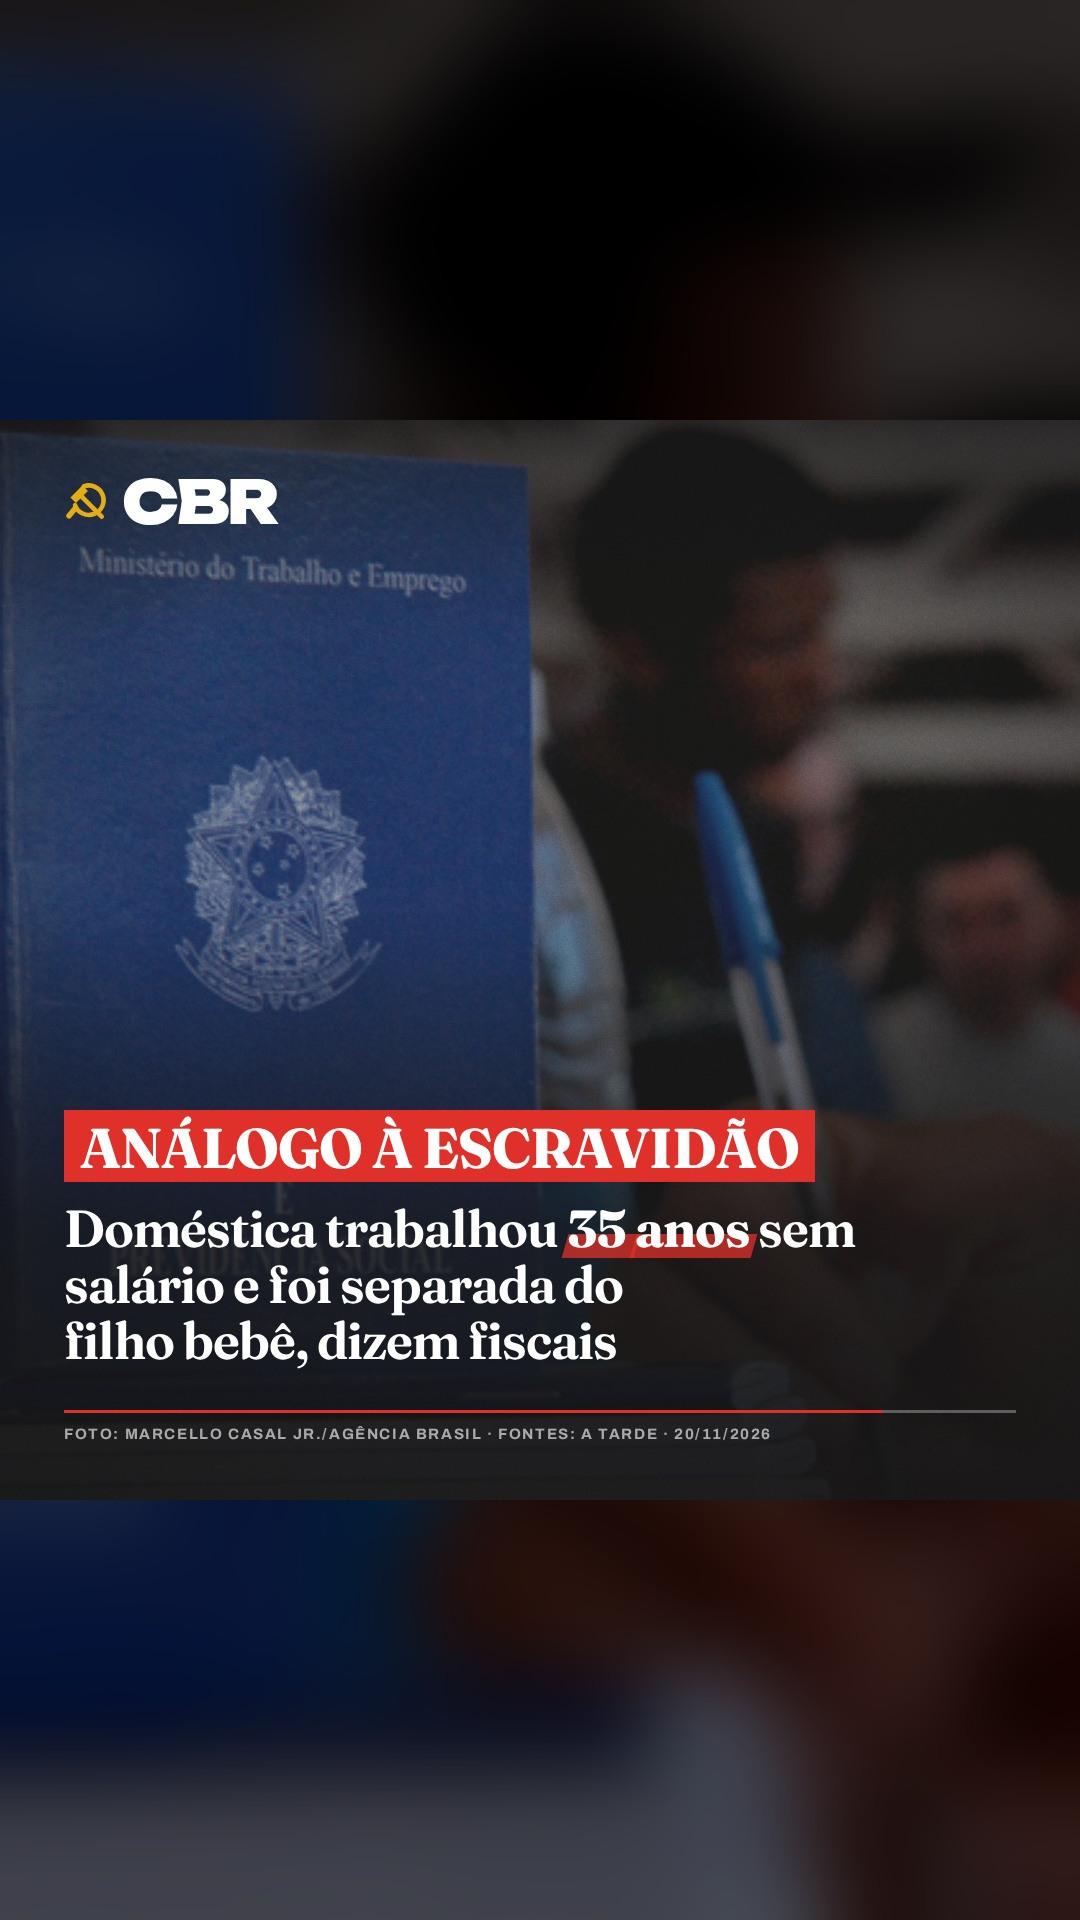 CBR
Ministério do Trabalho e Emprego
ANÁLOGO À ESCRAVIDÃO
Doméstica trabalhou 35 anos sem
salário e foi separada do
filho bebê, dizem fiscais
FOTO: MARCELLO CASAL JR./AGÊNCIA BRASIL · FONTES: A TARDE · 20/11/2026